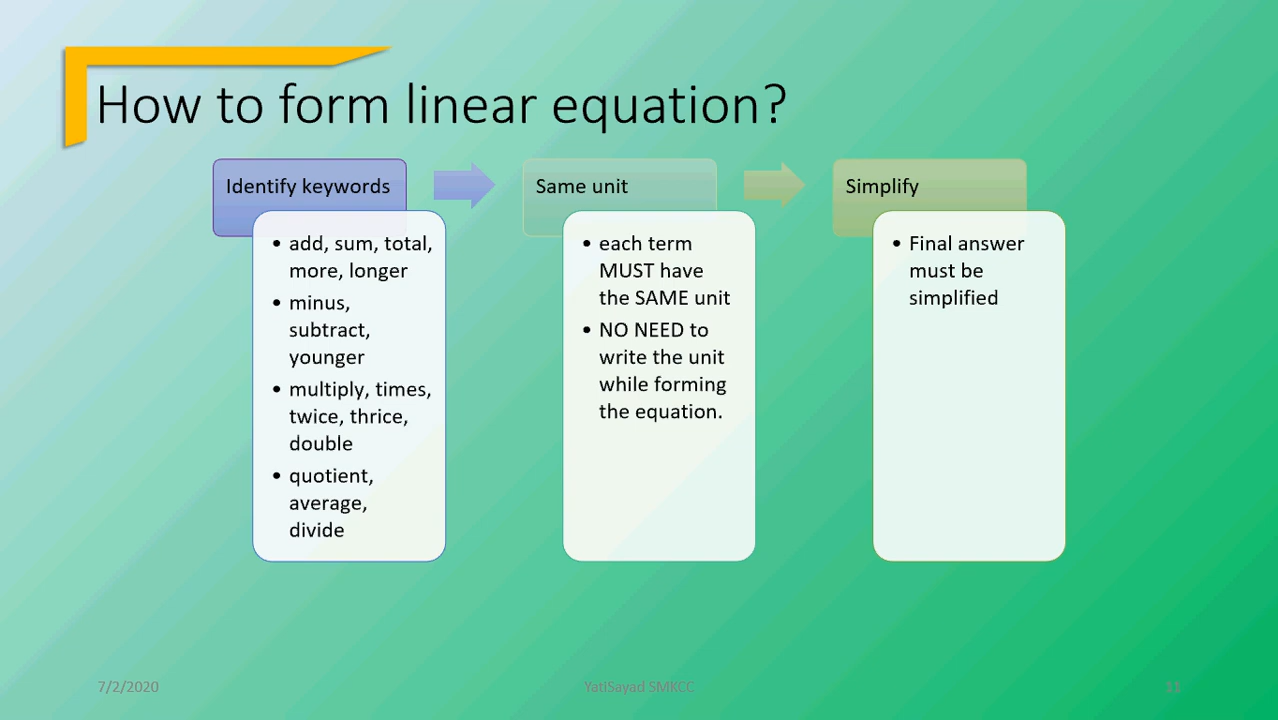 How to form linear equation?
Identify keywords
• add, sum, total,
more, longer
• minus,
subtract,
younger
• multiply, times,
twice, thrice,
double
• quotient,
average,
divide
Same unit
• each term
MUST have
the SAME unit
• NO NEED to
write the unit
while forming
the equation.
Simplify
• Final answer
must be
simplified
7/2/2020
YatiSayad SMKCC
11